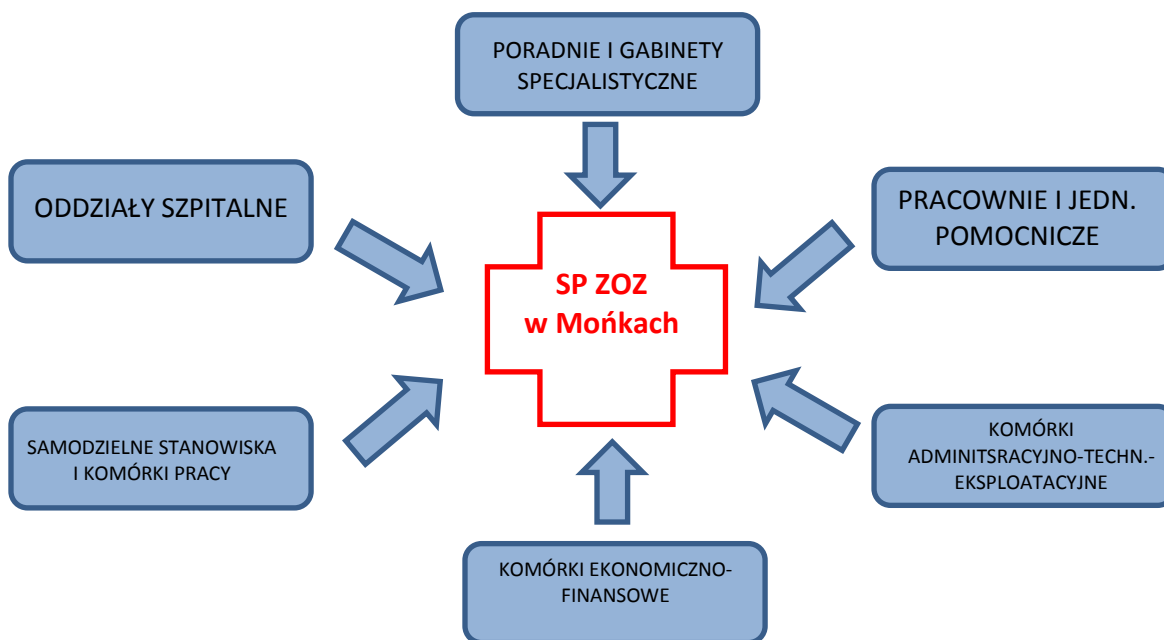 PORADNIE I GABINETY
SPECJALISTYCZNE
ODDZIAŁY SZPITALNE
PRACOWNIE I JEDN.
POMOCNICZE
SP ZOZ
w Mońkach
SAMODZIELNE STANOWISKA
I KOMÓRKI PRACY
KOMÓRKI
ADMINITSRACYJNO-TECHN.-
EKSPLOATACYJNE
KOMÓRKI EKONOMICZNO-
FINANSOWE